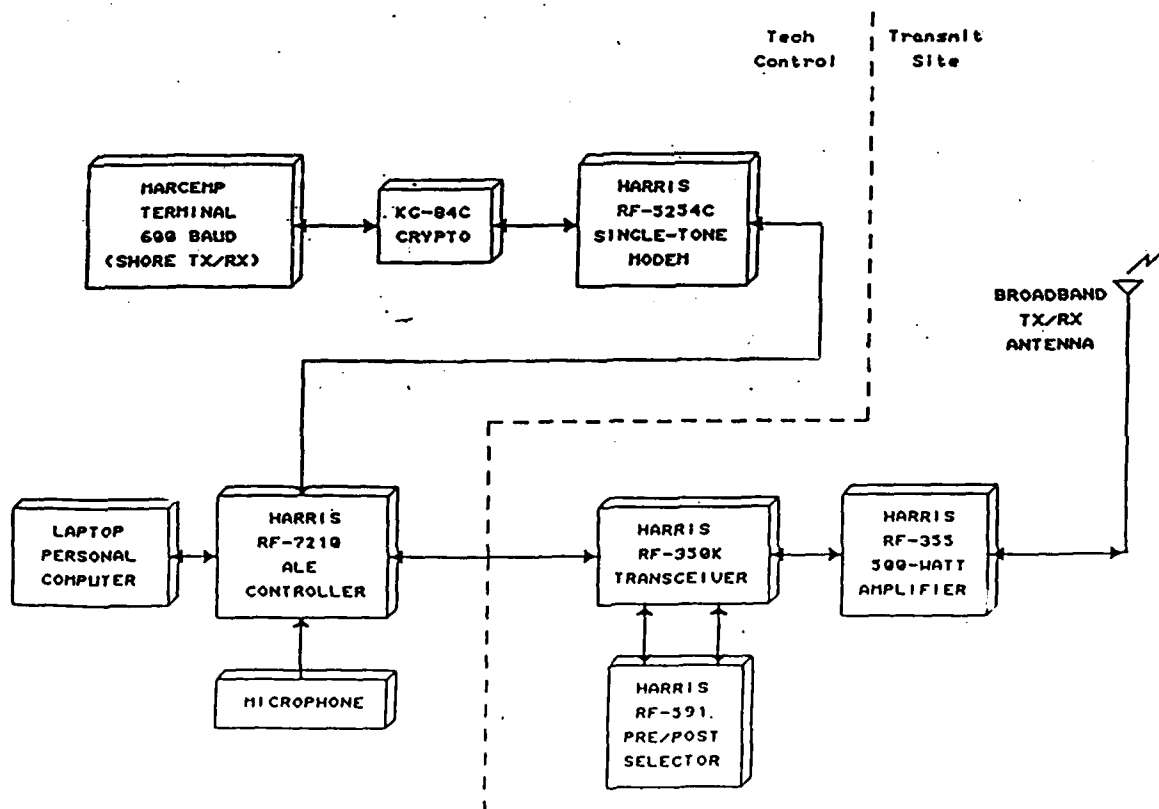 Tech
Control
Transmit
Site
MARCEMP
TERMINAL
600 BAUD
(SHORE TX/RX)
KG-84C
CRYPTO
HARRIS
RF-5254C
SINGLE-TONE
MODEM
BROADBAND
TX/RX
ANTENNA
LAPTOP
PERSONAL
COMPUTER
HARRIS
RF-7210
ALE
CONTROLLER
HARRIS
RF-350K
TRANSCEIVER
HARRIS
RF-355
500-WATT
AMPLIFIER
MICROPHONE
HARRIS
RF-591
PRE/POST
SELECTOR